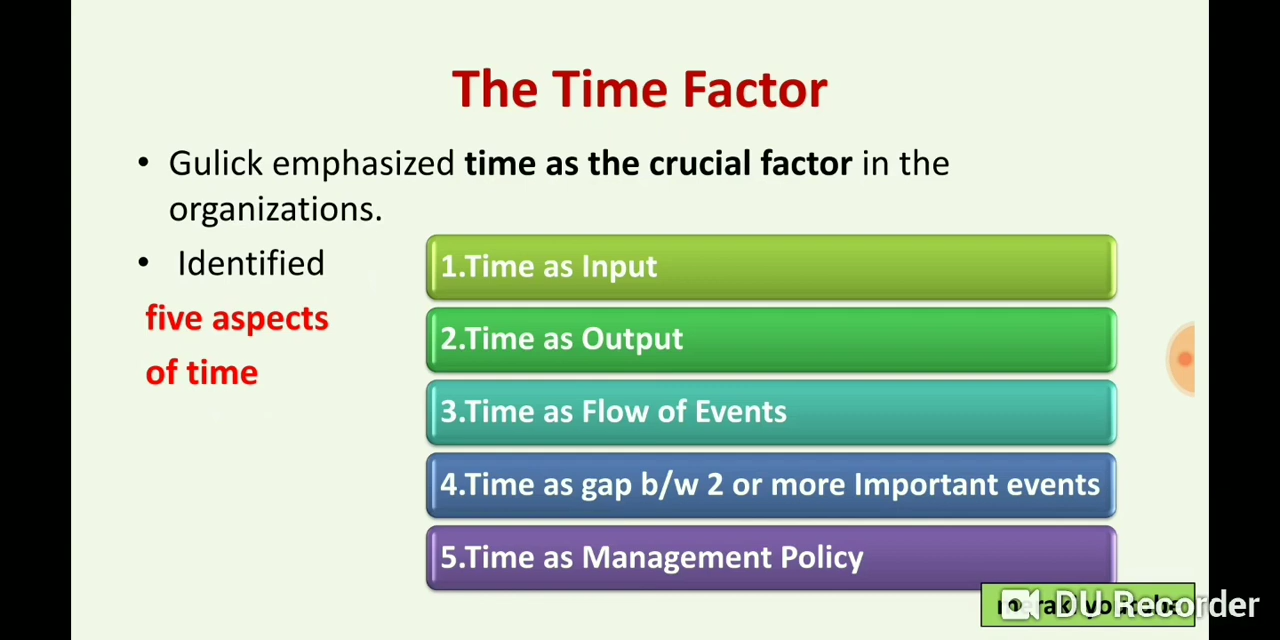 The Time Factor
• Gulick emphasized time as the crucial factor in the
organizations.
• Identified
five aspects
of time
1.Time as Input
2.Time as Output
3.Time as Flow of Events
4.Time as gap b/w 2 or more Important events
5.Time as Management Policy
DU Recorder